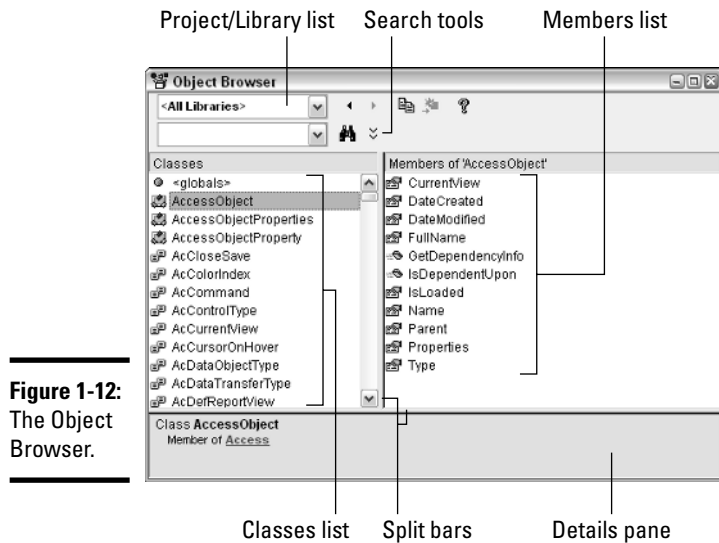 Project/Library list Search tools Members list
Object Browser
<All Libraries>
Classes
Members of 'AccessObject'
<globals>
AccessObject
AccessObjectProperties
AccessObjectProperty
AcCloseSave
AcColorIndex
AcCommand
AcControlType
AcCurrentView
AcCursorOnHover
AcDataObjectType
AcDataTransferType
AcDefReportView
CurrentView
DateCreated
DateModified
FullName
GetDependencyInfo
IsDependentUpon
IsLoaded
Name
Parent
Properties
Type
Class AccessObject
Member of Access
Figure 1-12:
The Object
Browser.
Classes list Split bars Details pane